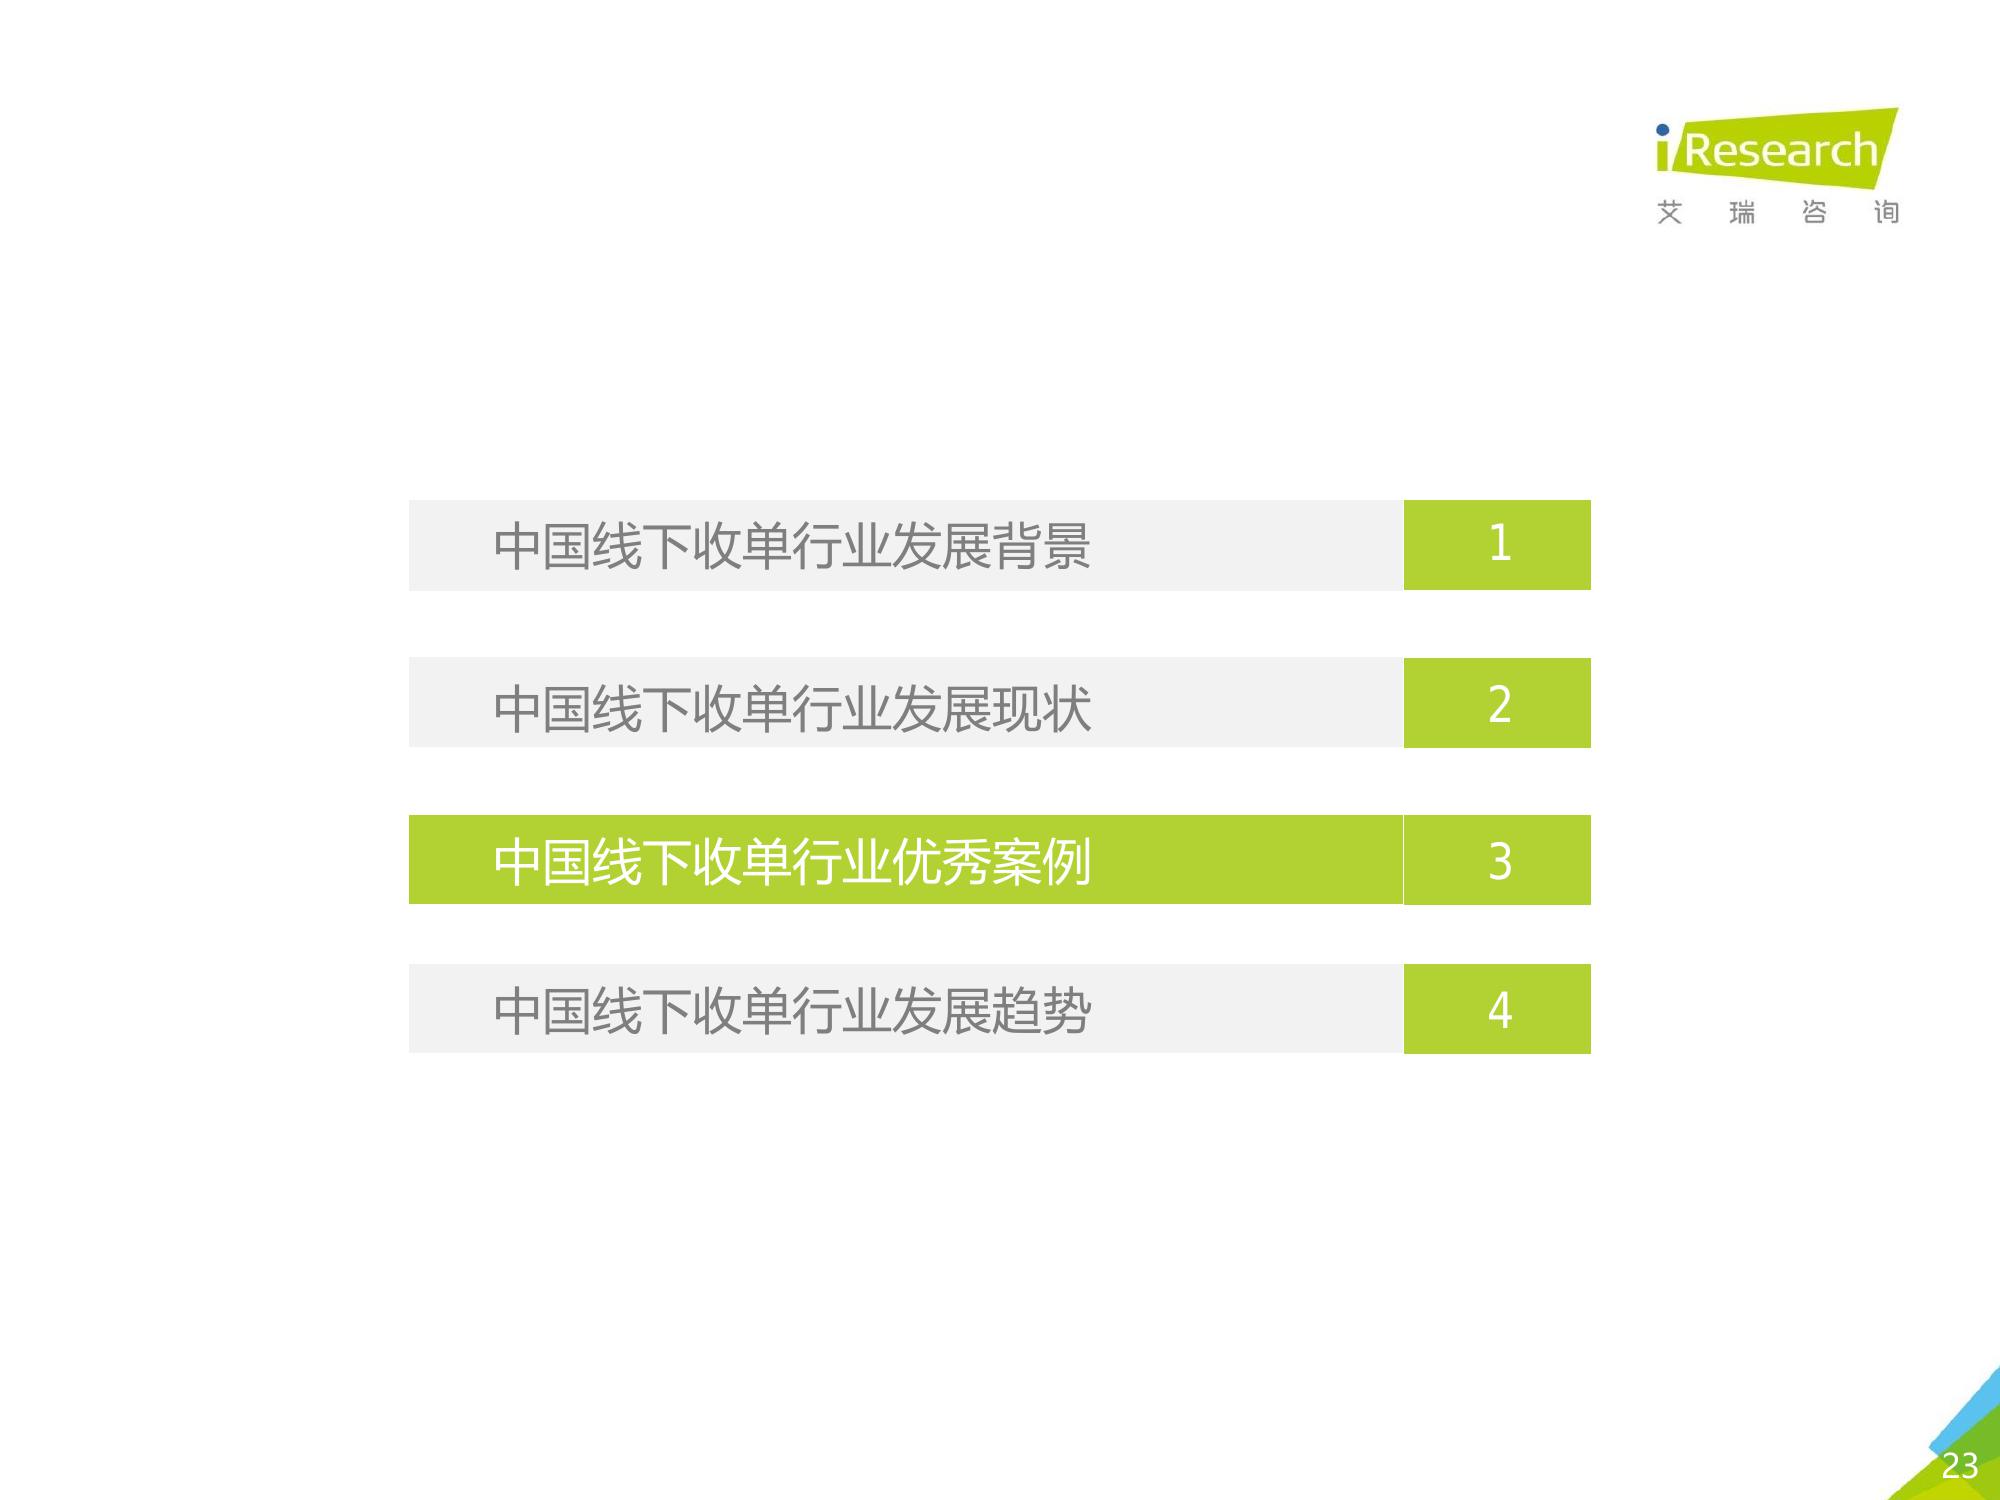 iResearch
艾瑞咨询
中国线下收单行业发展背景 1
中国线下收单行业发展现状 2
中国线下收单行业优秀案例 3
中国线下收单行业发展趋势 4
23